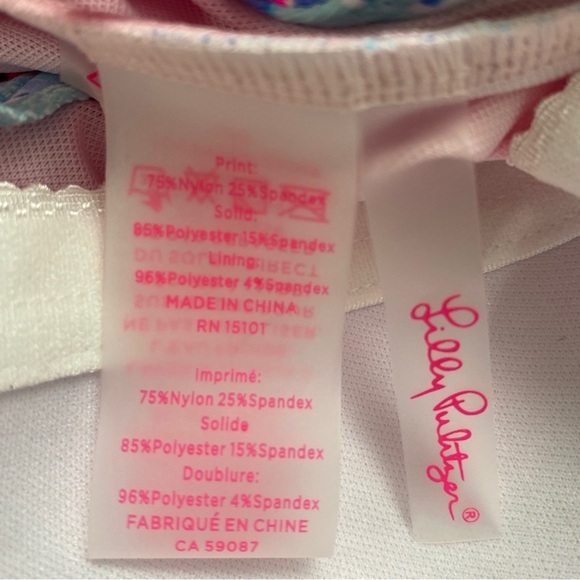 Print:
75%Nylon 25%Spandex
Solid:
85%Polyester 15%Spandex
Lining:
96%Polyester 4%Spandex
MADE IN CHINA
RN 15101
Imprimé:
75%Nylon 25%Spandex
Solide
85%Polyester 15%Spandex
Doublure:
96%Polyester 4%Spandex
FABRIQUÉ EN CHINE
CA 59087
Lilly Pulitzer®